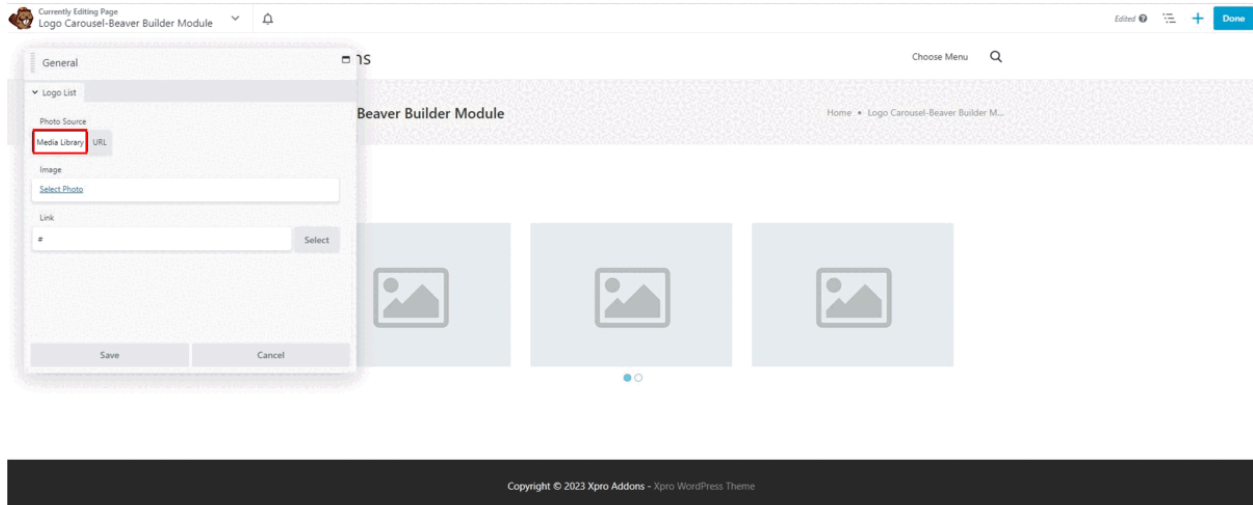 Currently Editing Page
Logo Carousel-Beaver Builder Module
Edited
Done
General
ns
Choose Menu
Logo List
Beaver Builder Module
Home • Logo Carousel-Beaver Builder M...
Photo Source
Media Library URL
Image
Select Photo
Link
# Select
Save Cancel
Copyright © 2023 Xpro Addons - Xpro WordPress Theme